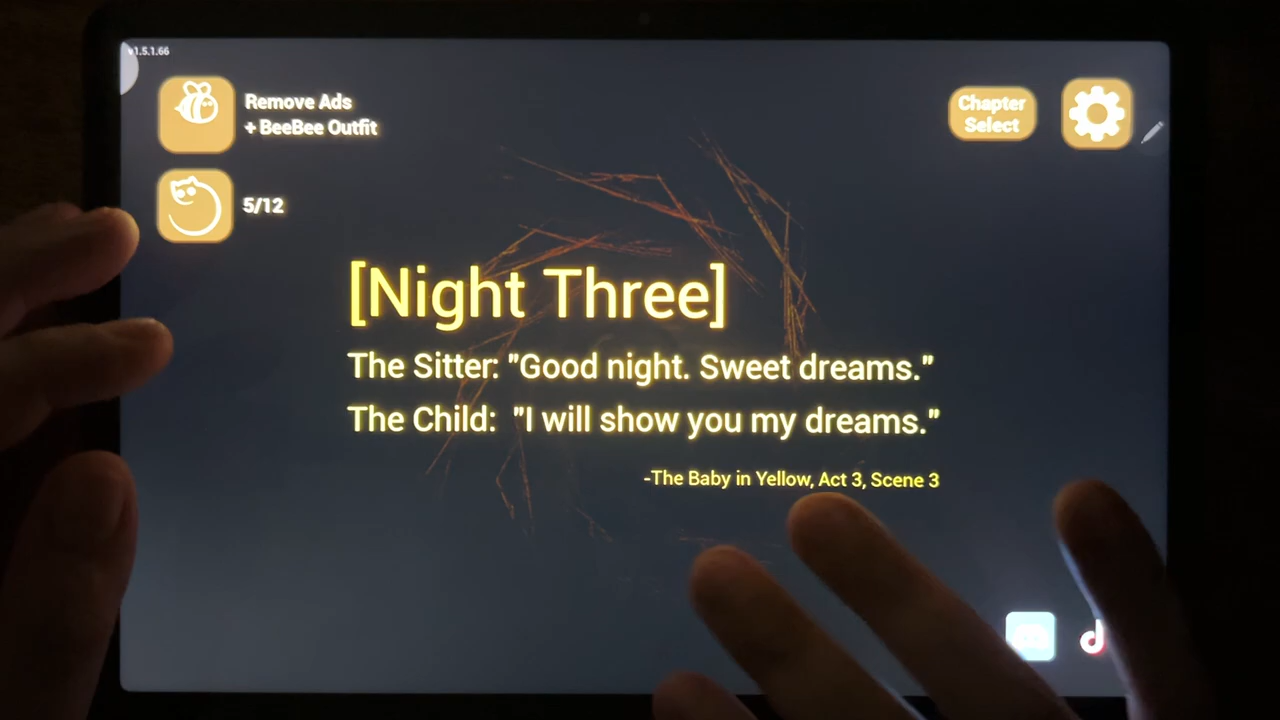 v1.5.1.66
Remove Ads
+ BeeBee Outfit
Chapter
Select
5/12
[Night Three]
The Sitter: "Good night. Sweet dreams."
The Child: "I will show you my dreams."
-The Baby in Yellow, Act 3, Scene 3